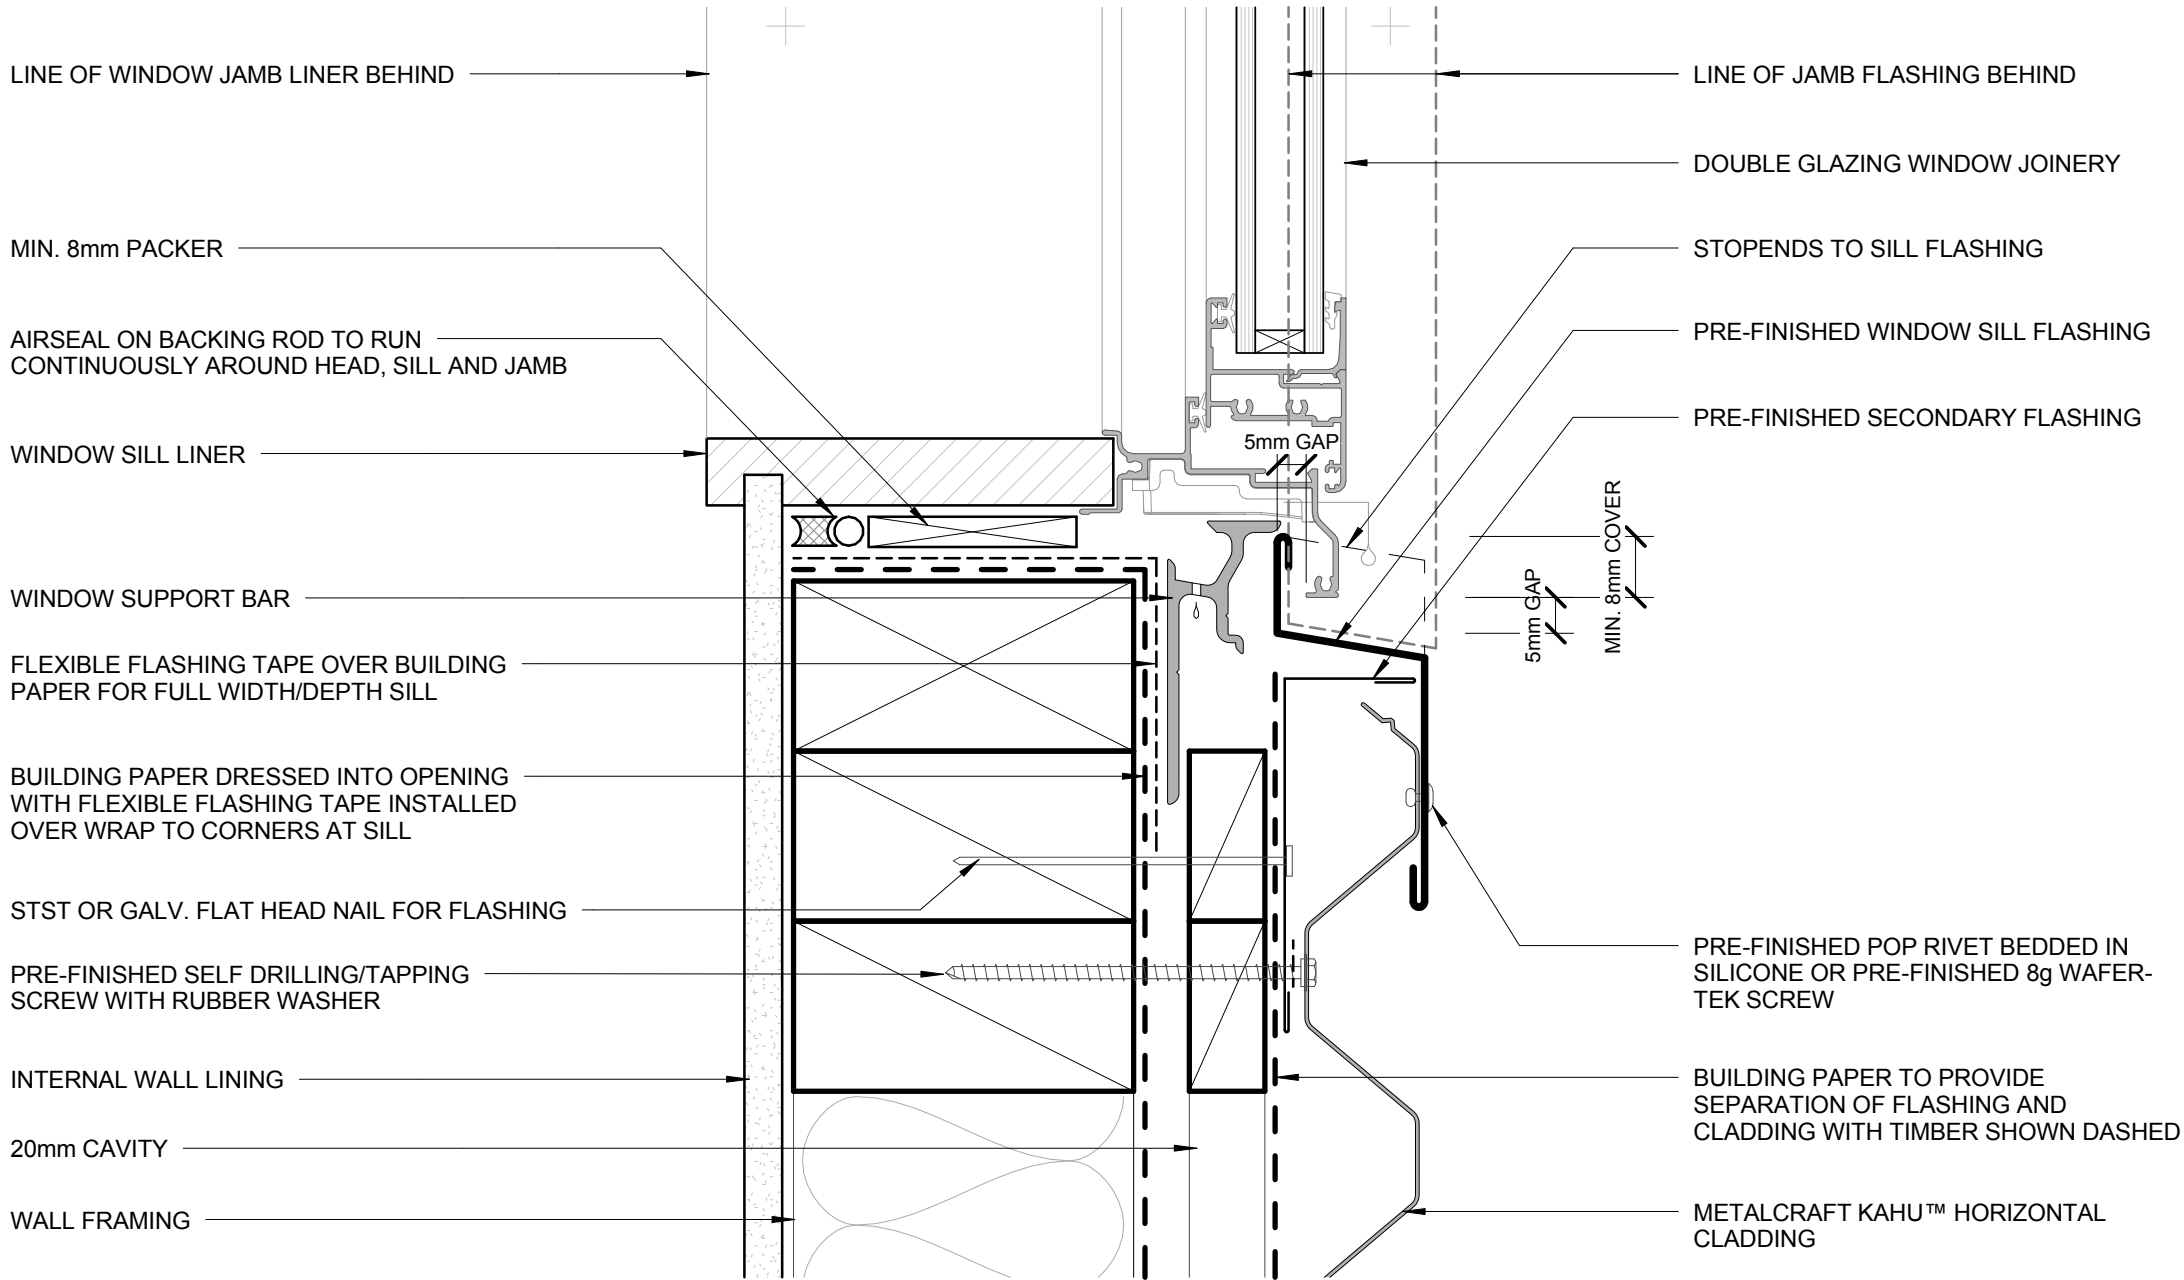 LINE OF WINDOW JAMB LINER BEHIND
MIN. 8mm PACKER
AIRSEAL ON BACKING ROD TO RUN
CONTINUOUSLY AROUND HEAD, SILL AND JAMB
WINDOW SILL LINER
WINDOW SUPPORT BAR
FLEXIBLE FLASHING TAPE OVER BUILDING
PAPER FOR FULL WIDTH/DEPTH SILL
BUILDING PAPER DRESSED INTO OPENING
WITH FLEXIBLE FLASHING TAPE INSTALLED
OVER WRAP TO CORNERS AT SILL
STST OR GALV. FLAT HEAD NAIL FOR FLASHING
PRE-FINISHED SELF DRILLING/TAPPING
SCREW WITH RUBBER WASHER
INTERNAL WALL LINING
20mm CAVITY
WALL FRAMING
5mm GAP
5mm GAP
MIN. 8mm COVER
LINE OF JAMB FLASHING BEHIND
DOUBLE GLAZING WINDOW JOINERY
STOPENDS TO SILL FLASHING
PRE-FINISHED WINDOW SILL FLASHING
PRE-FINISHED SECONDARY FLASHING
PRE-FINISHED POP RIVET BEDDED IN
SILICONE OR PRE-FINISHED 8g WAFER-
TEK SCREW
BUILDING PAPER TO PROVIDE
SEPARATION OF FLASHING AND
CLADDING WITH TIMBER SHOWN DASHED
METALCRAFT KAHU™ HORIZONTAL
CLADDING